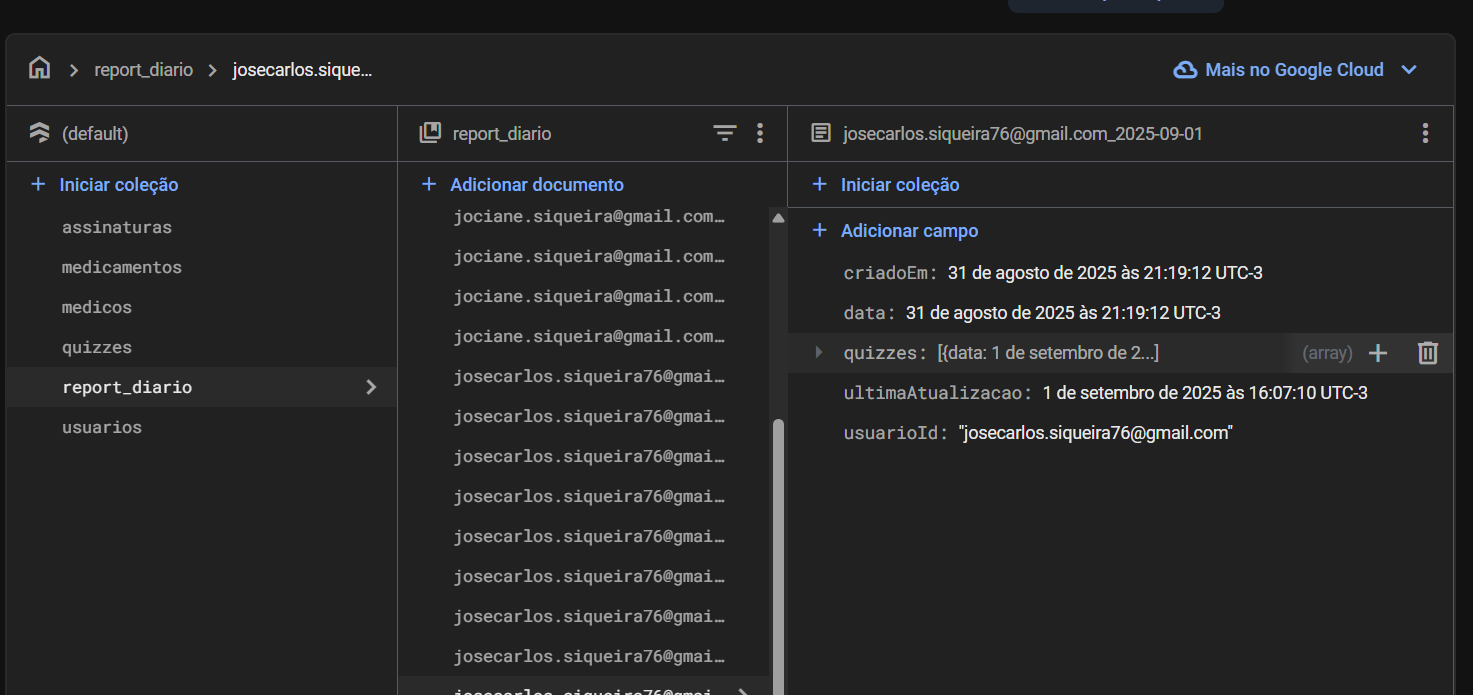 report_diario
josecarlos.sique...
Mais no Google Cloud
(default)
Iniciar coleção
assinaturas
medicamentos
medicos
quizzes
report_diario
usuarios
report_diario
Adicionar documento
jociane.siqueira@gmail.com…
jociane.siqueira@gmail.com…
jociane.siqueira@gmail.com…
jociane.siqueira@gmail.com…
josecarlos.siqueira76@gmai…
josecarlos.siqueira76@gmai…
josecarlos.siqueira76@gmai…
josecarlos.siqueira76@gmai…
josecarlos.siqueira76@gmai…
josecarlos.siqueira76@gmai…
josecarlos.siqueira76@gmai…
josecarlos.siqueira76@gmai…
josecarlos.siqueira76@gmai…
josecarlos.siqueira76@gmail.com_2025-09-01
Iniciar coleção
Adicionar campo
criadoEm: 31 de agosto de 2025 às 21:19:12 UTC-3
data: 31 de agosto de 2025 às 21:19:12 UTC-3
quizzes: [{data: 1 de setembro de 2...] (array)
ultimaAtualizacao: 1 de setembro de 2025 às 16:07:10 UTC-3
usuarioId: "josecarlos.siqueira76@gmail.com"